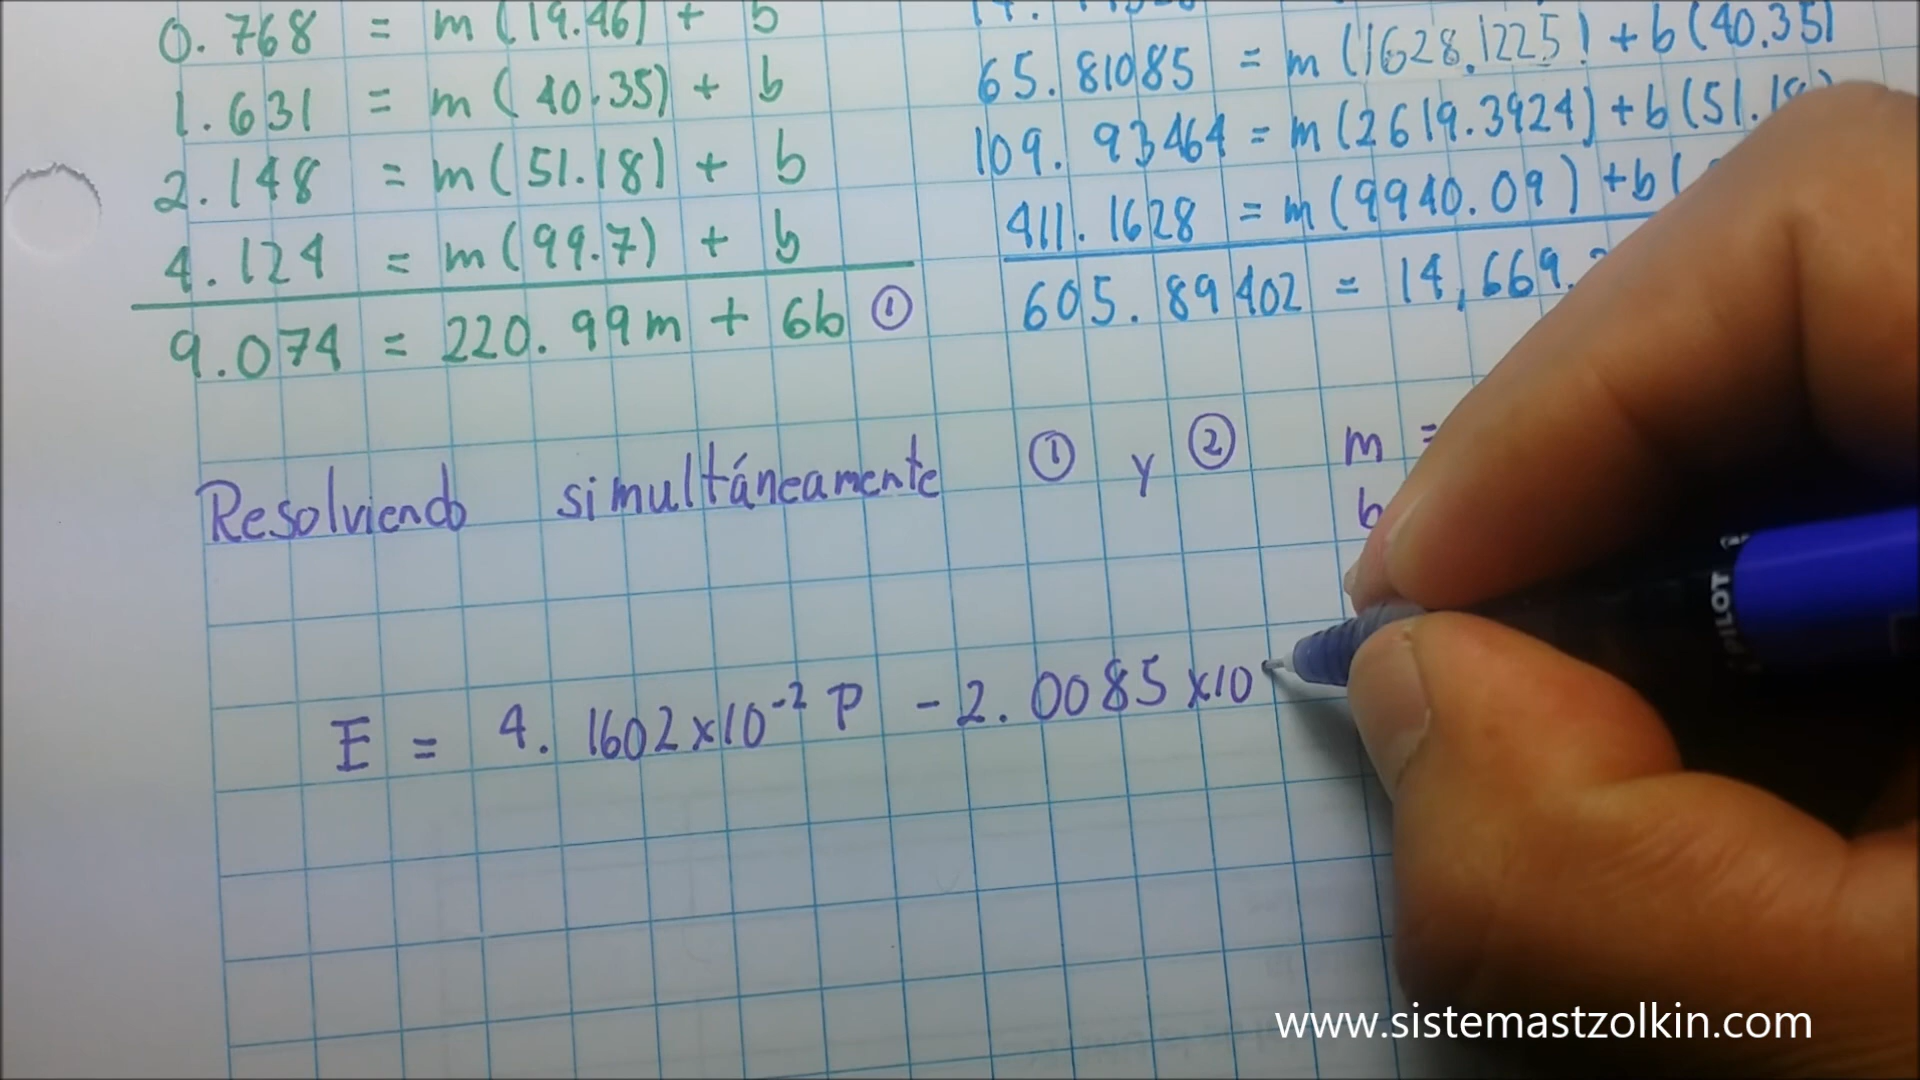 0.768 = m(19.46) + b
1.631 = m(40.35) + b
2.148 = m(51.18) + b
4.124 = m(99.7) + b
9.074 = 220.99m + 6b ①
65.81085 = m(1628.1225) + b(40.35)
109.93464 = m(2619.3924) + b(51.18)
411.1628 = m(9940.09) + b(
605.89402 = 14,669.
Resolviendo simultáneamente ① y ② m =
b
E = 4.1602x10⁻² P - 2.0085x10
PILOT
www.sistemastzolkin.com